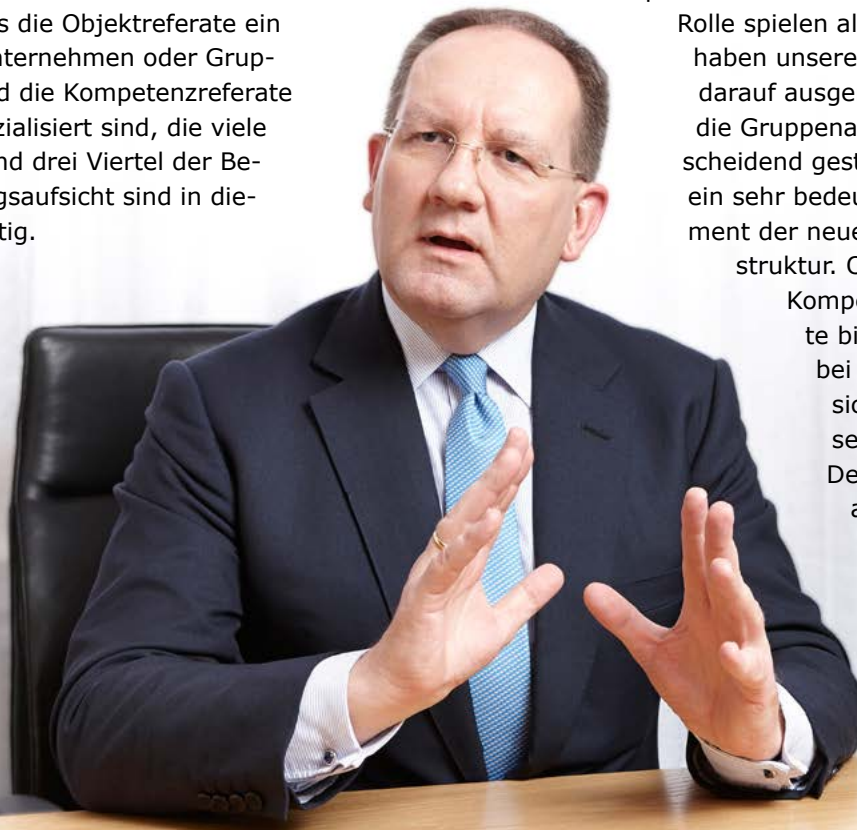 s die Objektreferate ein
nternehmen oder Grup-
d die Kompetenzreferate
zialisiert sind, die viele
nd drei Viertel der Be-
gsaufsicht sind in die-
tig.
Rolle spielen al
haben unsere
darauf ausge
die Gruppena
scheidend gest
ein sehr bedeu
ment der neue
struktur. O
Kompe
te bi
bei
sic
se
De
a